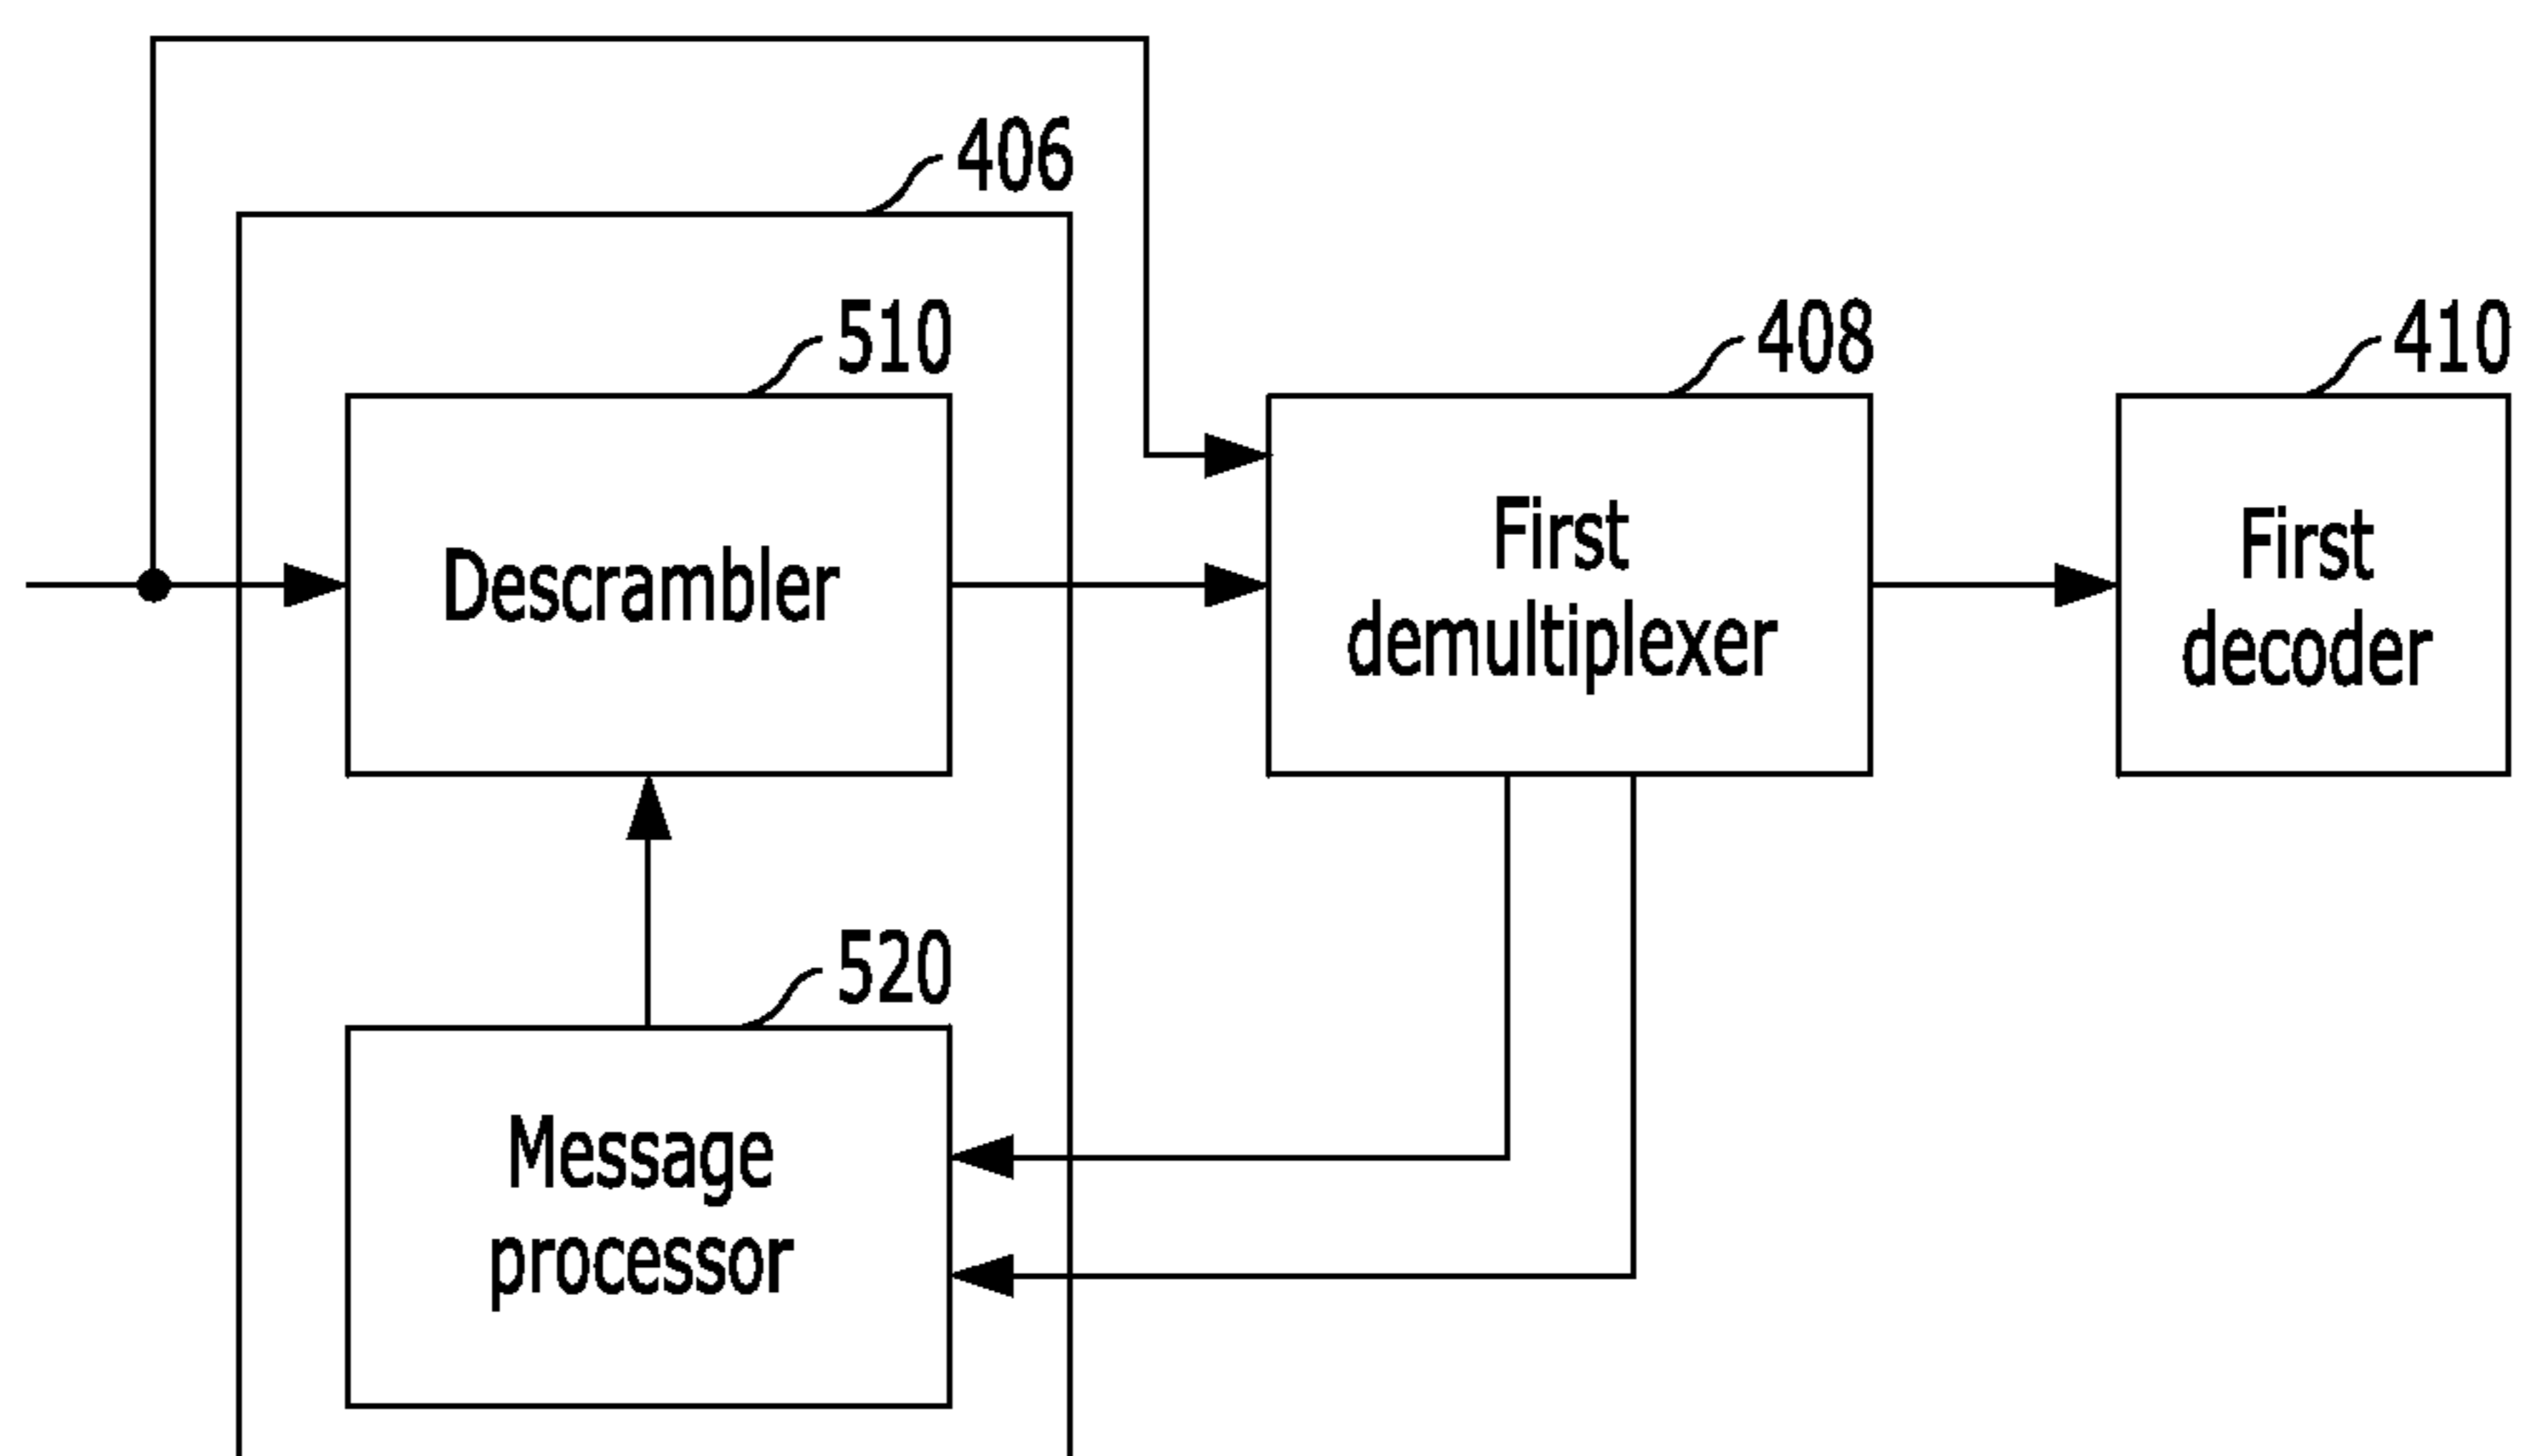 406
510
408
410
Descrambler
First
demultiplexer
First
decoder
520
Message
processor